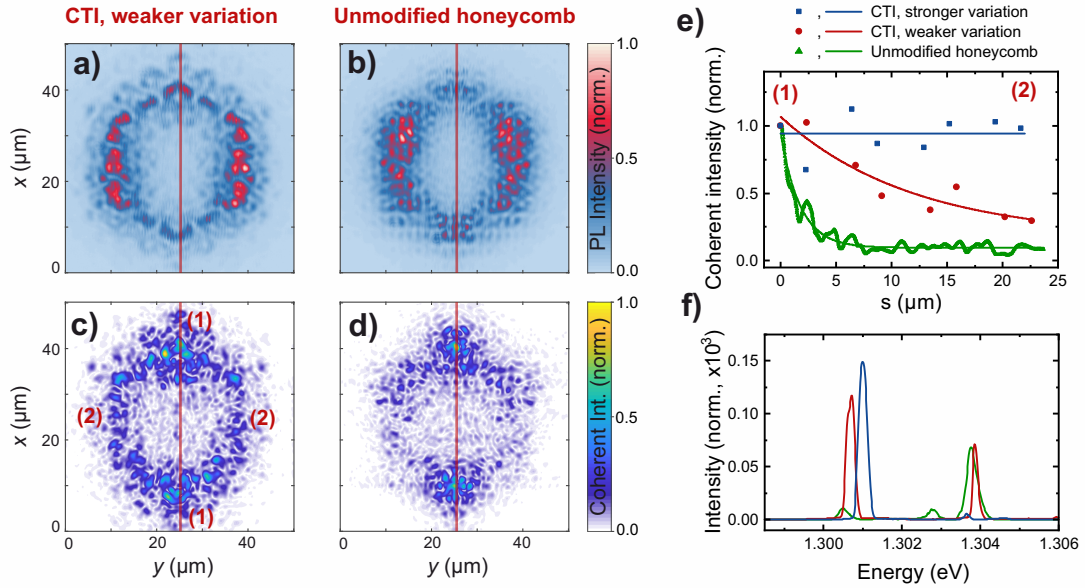 CTI, weaker variation
Unmodified honeycomb
a)
x (µm)
40
20
0
b)
1.0
0.5
0.0
PL Intensity (norm.)
c)
(1)
(2)
(2)
(1)
x (µm)
40
20
0
0
20
40
y (µm)
d)
0
20
40
y (µm)
1.0
0.5
0.0
Coherent Int. (norm.)
e)
, CTI, stronger variation
, CTI, weaker variation
, Unmodified honeycomb
(1)
(2)
Coherent intensity (norm.)
1.0
0.5
0.0
0
5
10
15
20
25
s (µm)
f)
Intensity (norm., x10³)
0.15
0.10
0.05
0.00
1.300
1.302
1.304
1.306
Energy (eV)